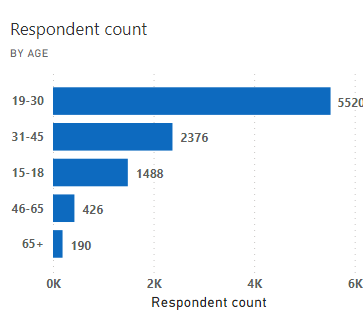 Respondent count
BY AGE
19-30 5520
31-45 2376
15-18 1488
46-65 426
65+ 190
0K 2K 4K 6K
Respondent count